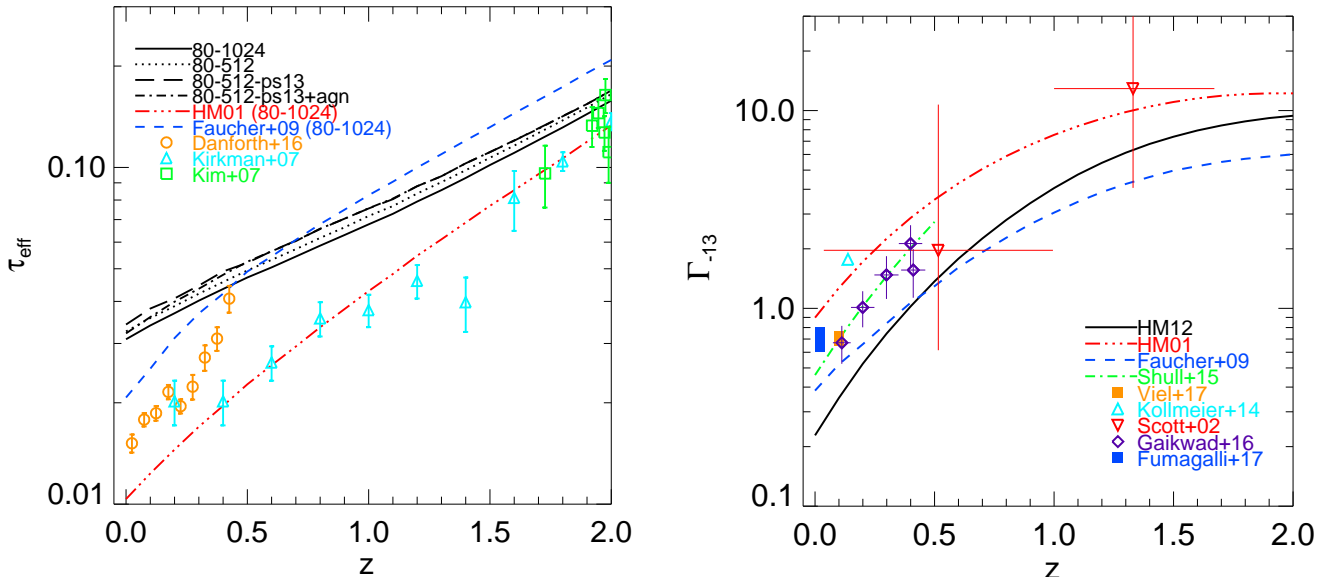 80-1024
80-512
80-512-ps13
80-512-ps13+agn
HM01 (80-1024)
Faucher+09 (80-1024)
Danforth+16
Kirkman+07
Kim+07
0.10
0.01
τeff
0.0 0.5 1.0 1.5 2.0
z
10.0
1.0
0.1
Γ-13
HM12
HM01
Faucher+09
Shull+15
Viel+17
Kollmeier+14
Scott+02
Gaikwad+16
Fumagalli+17
0.0 0.5 1.0 1.5 2.0
z